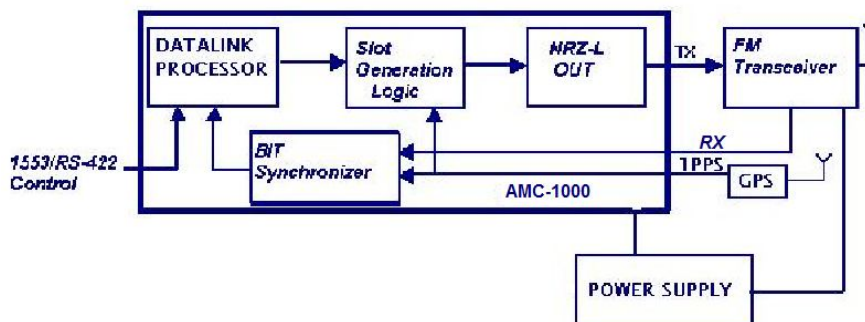 DATALINK
PROCESSOR
Slot
Generation
Logic
NRZ-L
OUT
TX
FM
Transceiver
1553/RS-422
Control
BIT
Synchronizer
RX
1PPS
GPS
AMC-1000
POWER SUPPLY